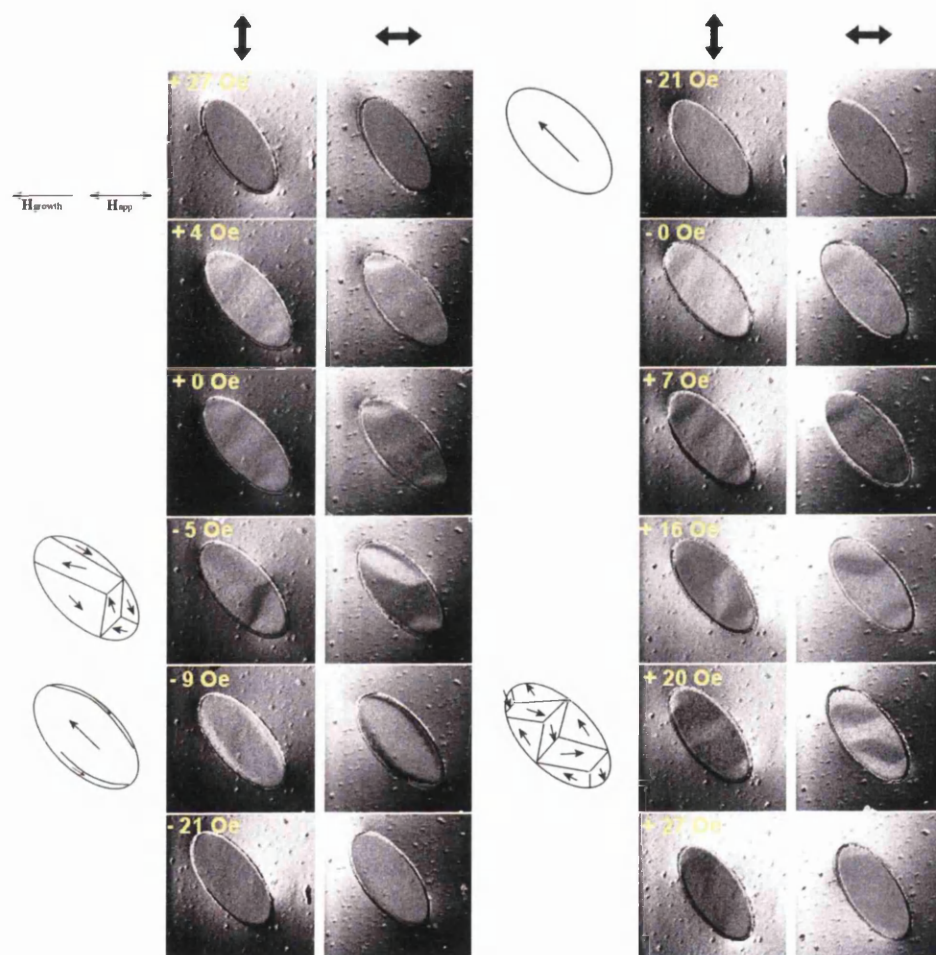 + 27 Oe
- 21 Oe
Hgrowth
Happ
+ 4 Oe
- 0 Oe
+ 0 Oe
+ 7 Oe
- 5 Oe
+ 16 Oe
- 9 Oe
+ 20 Oe
- 21 Oe
+ 27 Oe